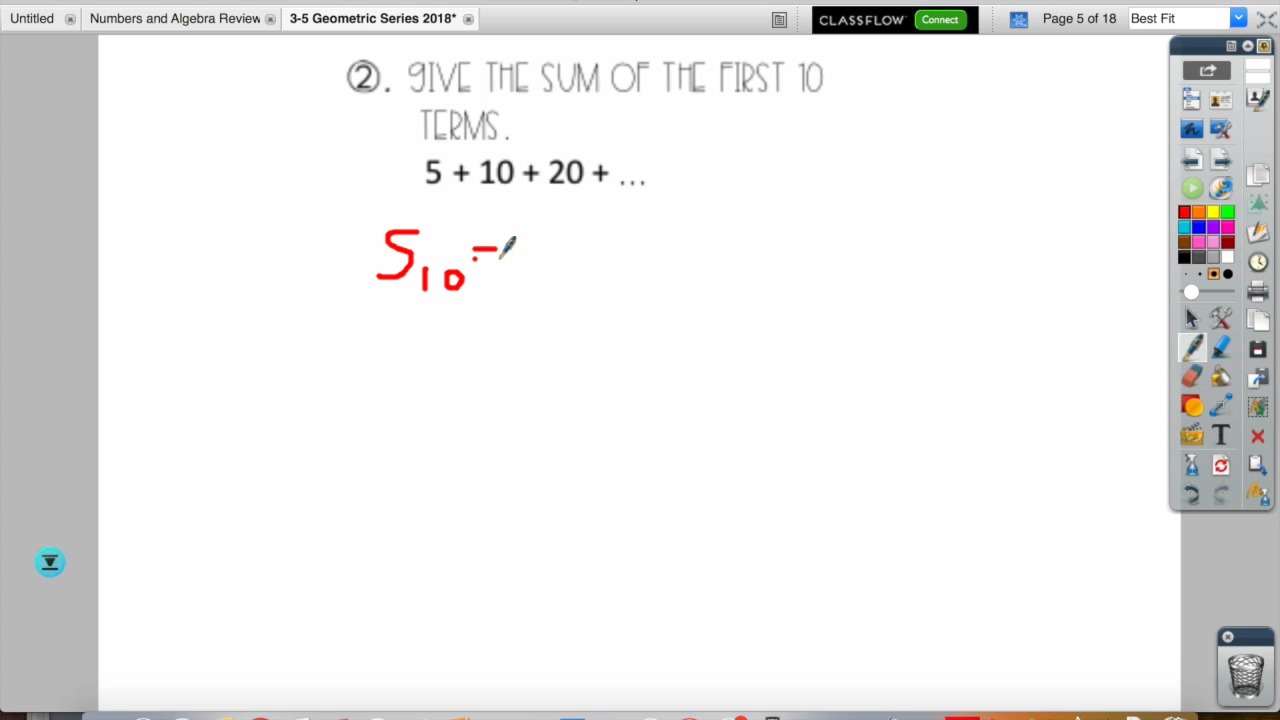 Untitled Numbers and Algebra Review 3-5 Geometric Series 2018* CLASSFLOW Connect Page 5 of 18 Best Fit
②. GIVE THE SUM OF THE FIRST 10
TERMS.
5 + 10 + 20 + ...
S10 =